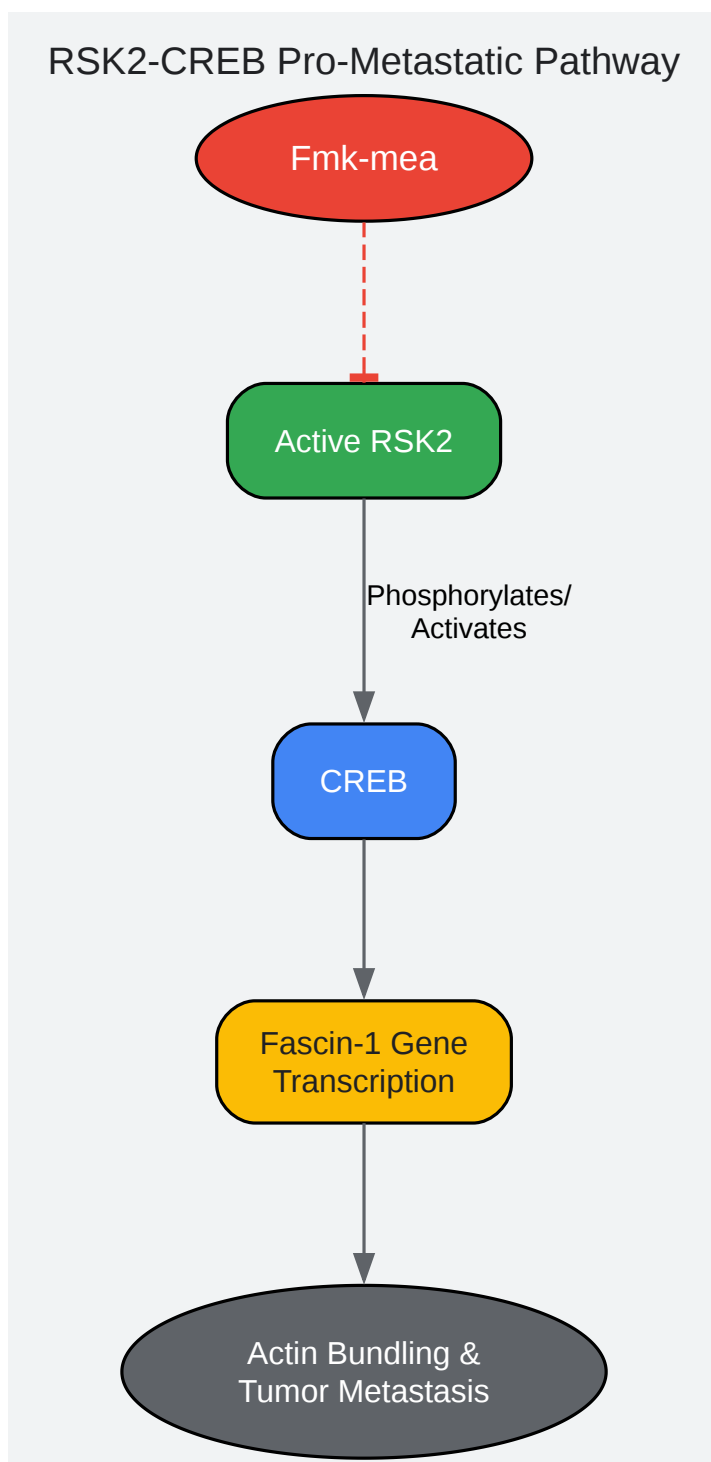 RSK2-CREB Pro-Metastatic Pathway
Fmk-mea
Active RSK2
Phosphorylates/
Activates
CREB
Fascin-1 Gene
Transcription
Actin Bundling &
Tumor Metastasis